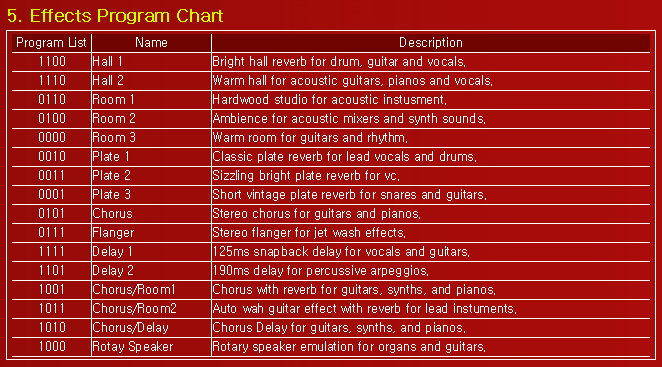 5. Effects Program Chart
Program List Name Description
1100 Hall 1 Bright hall reverb for drum, guitar and vocals.
1110 Hall 2 Warm hall for acoustic guitars, pianos and vocals.
0110 Room 1 Hardwood studio for acoustic instusment.
0100 Room 2 Ambience for acoustic mixers and synth sounds.
0000 Room 3 Warm room for guitars and rhythm.
0010 Plate 1 Classic plate reverb for lead vocals and drums.
0011 Plate 2 Sizzling bright plate reverb for vc.
0001 Plate 3 Short vintage plate reverb for snares and guitars.
0101 Chorus Stereo chorus for guitars and pianos.
0111 Flanger Stereo flanger for jet wash effects.
1111 Delay 1 125ms snapback delay for vocals and guitars.
1101 Delay 2 190ms delay for percussive arpeggios.
1001 Chorus/Room1 Chorus with reverb for guitars, synths, and pianos.
1011 Chorus/Room2 Auto wah guitar effect with reverb for lead instuments.
1010 Chorus/Delay Chorus Delay for guitars, synths, and pianos.
1000 Rotay Speaker Rotary speaker emulation for organs and guitars.